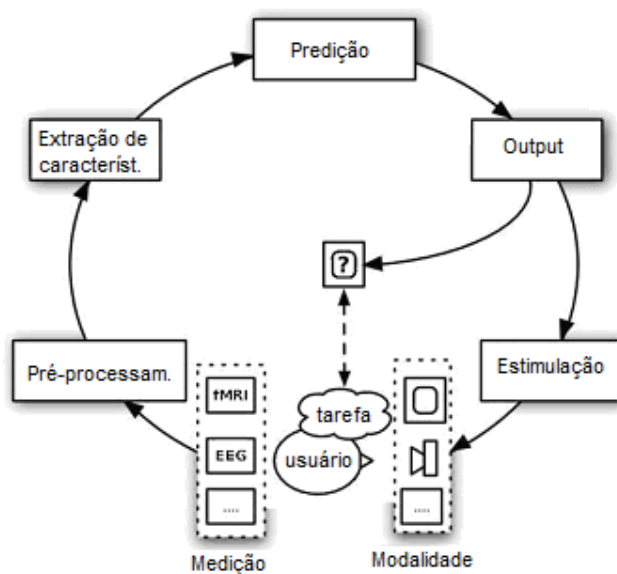 Predição
Extração de
característ.
Output
?
Pré-processam.
Estimulação
fMRI
EEG
....
tarefa
usuário
....
Medição
Modalidade